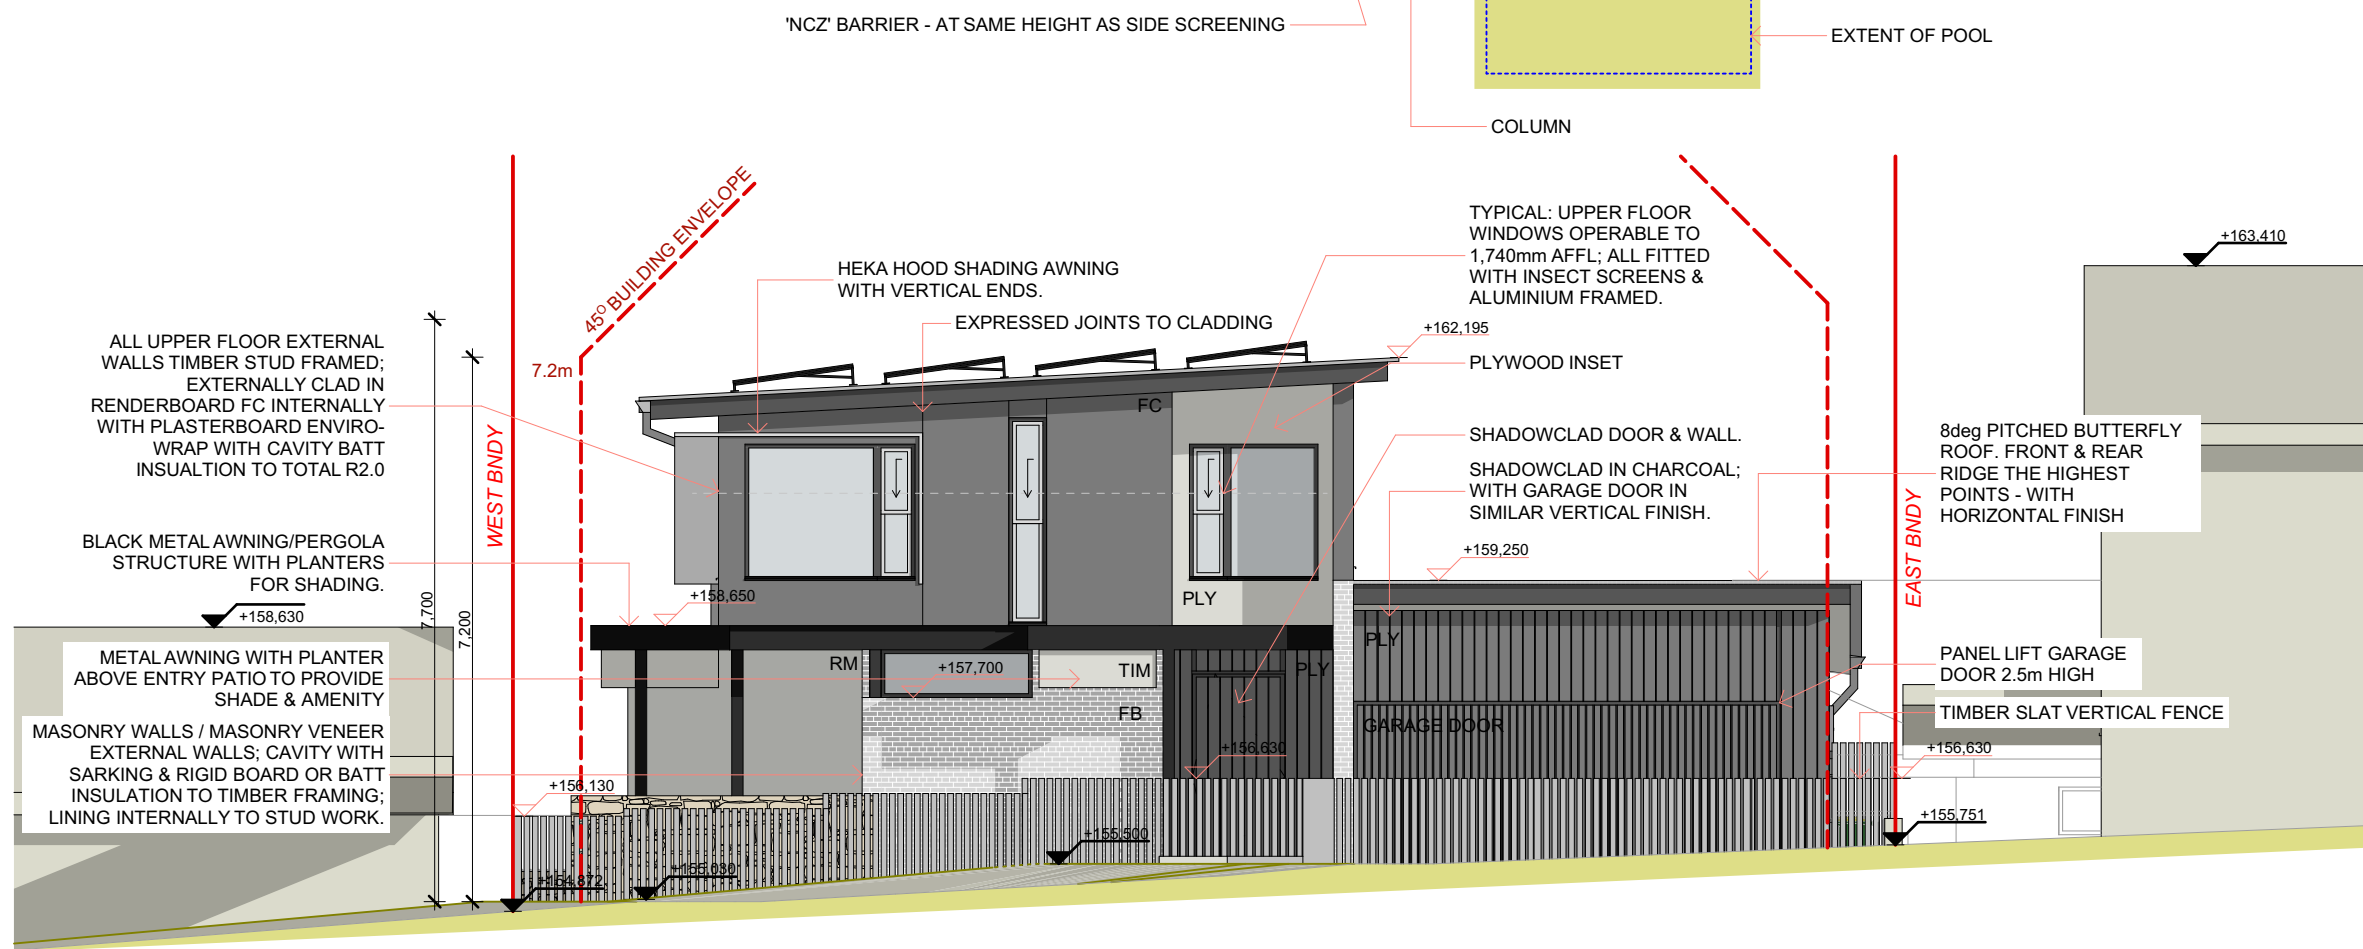 'NCZ' BARRIER - AT SAME HEIGHT AS SIDE SCREENING
EXTENT OF POOL
COLUMN
45° BUILDING ENVELOPE
7.2m
WEST BNDY
HEKA HOOD SHADING AWNING
WITH VERTICAL ENDS.
EXPRESSED JOINTS TO CLADDING
TYPICAL: UPPER FLOOR
WINDOWS OPERABLE TO
1,740mm AFFL; ALL FITTED
WITH INSECT SCREENS &
ALUMINIUM FRAMED.
+163,410
+162,195
PLYWOOD INSET
ALL UPPER FLOOR EXTERNAL
WALLS TIMBER STUD FRAMED;
EXTERNALLY CLAD IN
RENDERBOARD FC INTERNALLY
WITH PLASTERBOARD ENVIRO-
WRAP WITH CAVITY BATT
INSUALTION TO TOTAL R2.0
FC
SHADOWCLAD DOOR & WALL.
SHADOWCLAD IN CHARCOAL;
WITH GARAGE DOOR IN
SIMILAR VERTICAL FINISH.
8deg PITCHED BUTTERFLY
ROOF. FRONT & REAR
RIDGE THE HIGHEST
POINTS - WITH
HORIZONTAL FINISH
EAST BNDY
BLACK METAL AWNING/PERGOLA
STRUCTURE WITH PLANTERS
FOR SHADING.
+159,250
+158,630
7,700
7,200
+158,650
PLY
PLY
METAL AWNING WITH PLANTER
ABOVE ENTRY PATIO TO PROVIDE
SHADE & AMENITY
RM
+157,700
TIM
PLY
PANEL LIFT GARAGE
DOOR 2.5m HIGH
FB
GARAGE DOOR
TIMBER SLAT VERTICAL FENCE
MASONRY WALLS / MASONRY VENEER
EXTERNAL WALLS; CAVITY WITH
SARKING & RIGID BOARD OR BATT
INSULATION TO TIMBER FRAMING;
LINING INTERNALLY TO STUD WORK.
+156,630
+156,630
+156,130
+155,751
+155,500
+155,030
+154,872